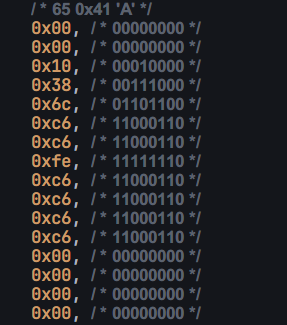 /* 65 0x41 'A' */
0x00, /* 00000000 */
0x00, /* 00000000 */
0x10, /* 00010000 */
0x38, /* 00111000 */
0x6c, /* 01101100 */
0xc6, /* 11000110 */
0xc6, /* 11000110 */
0xfe, /* 11111110 */
0xc6, /* 11000110 */
0xc6, /* 11000110 */
0xc6, /* 11000110 */
0xc6, /* 11000110 */
0x00, /* 00000000 */
0x00, /* 00000000 */
0x00, /* 00000000 */
0x00, /* 00000000 */